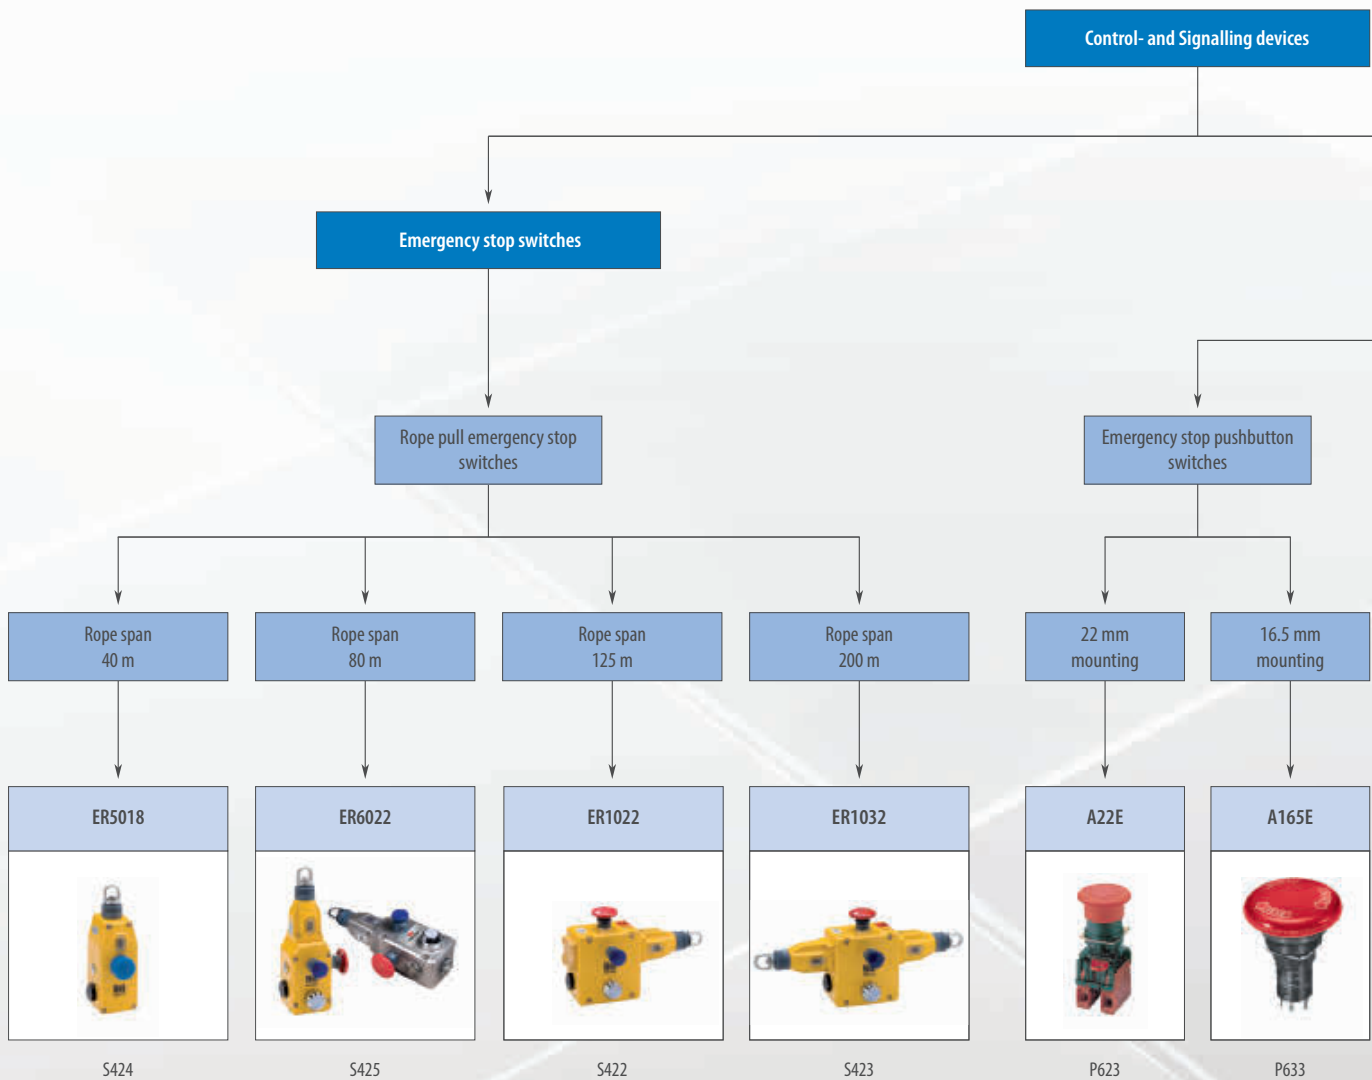 Control- and Signalling devices
Emergency stop switches
Rope pull emergency stop
switches
Emergency stop pushbutton
switches
Rope span
40 m
Rope span
80 m
Rope span
125 m
Rope span
200 m
22 mm
mounting
16.5 mm
mounting
ER5018
ER6022
ER1022
ER1032
A22E
A165E
S424
S425
S422
S423
P623
P633